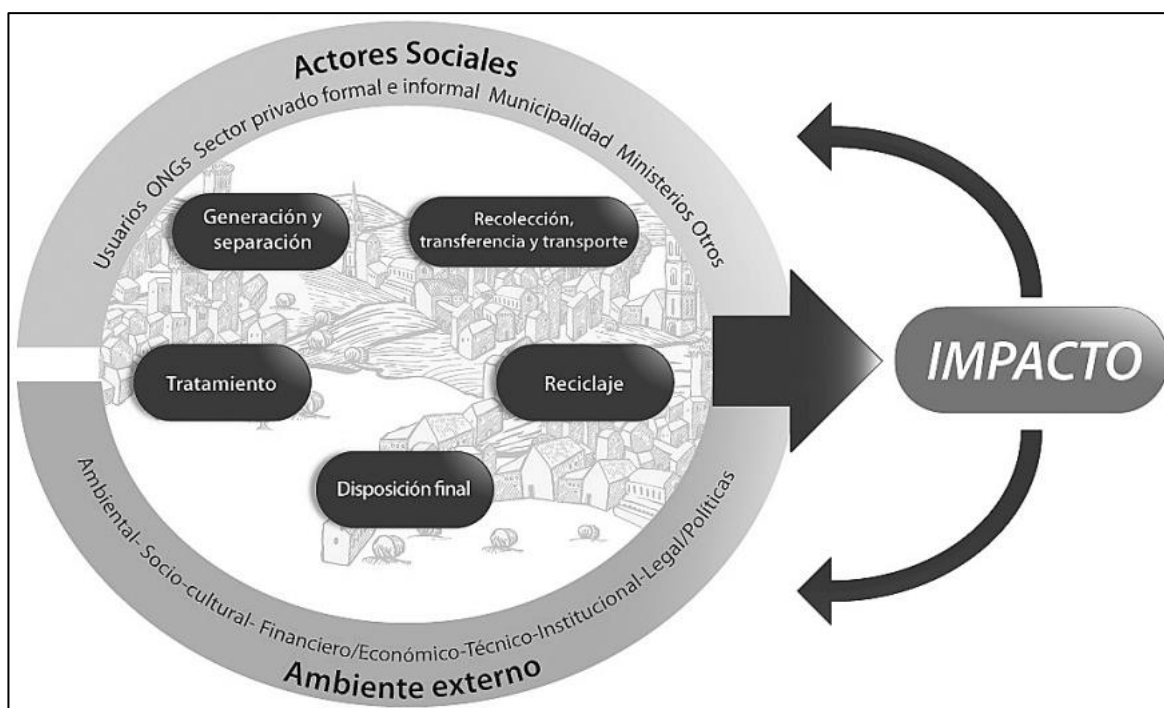 Actores Sociales
Usuarios ONGs Sector privado formal e informal Municipalidad Ministerios Otros
Generación y
separación
Recolección,
transferencia y transporte
Tratamiento
Reciclaje
Disposición final
IMPACTO
Ambiental- Socio-cultural- Financiero/Económico-Técnico-Institucional-Legal/Políticas
Ambiente externo